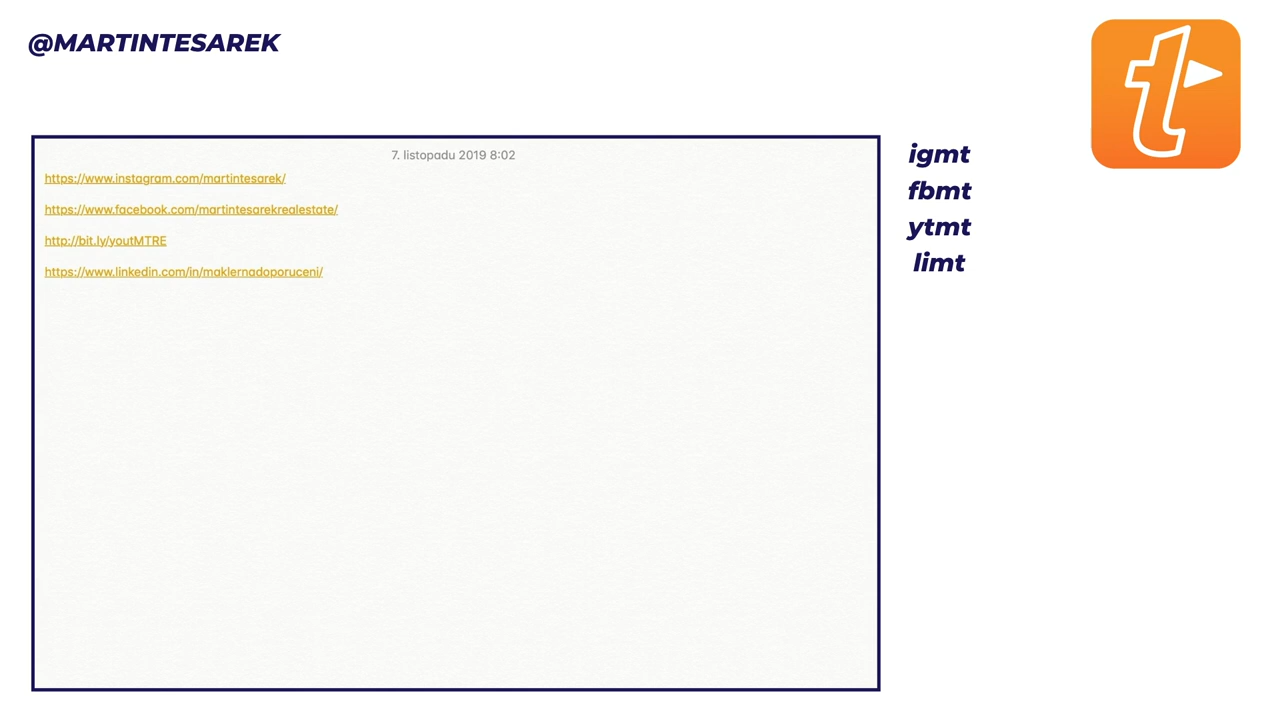 @MARTINTESAREK
7. listopadu 2019 8:02
https://www.instagram.com/martintesarek/
https://www.facebook.com/martintesarekrealestate/
http://bit.ly/youtMTRE
https://www.linkedin.com/in/maklernadoporuceni/
igmt
fbmt
ytmt
limt
t